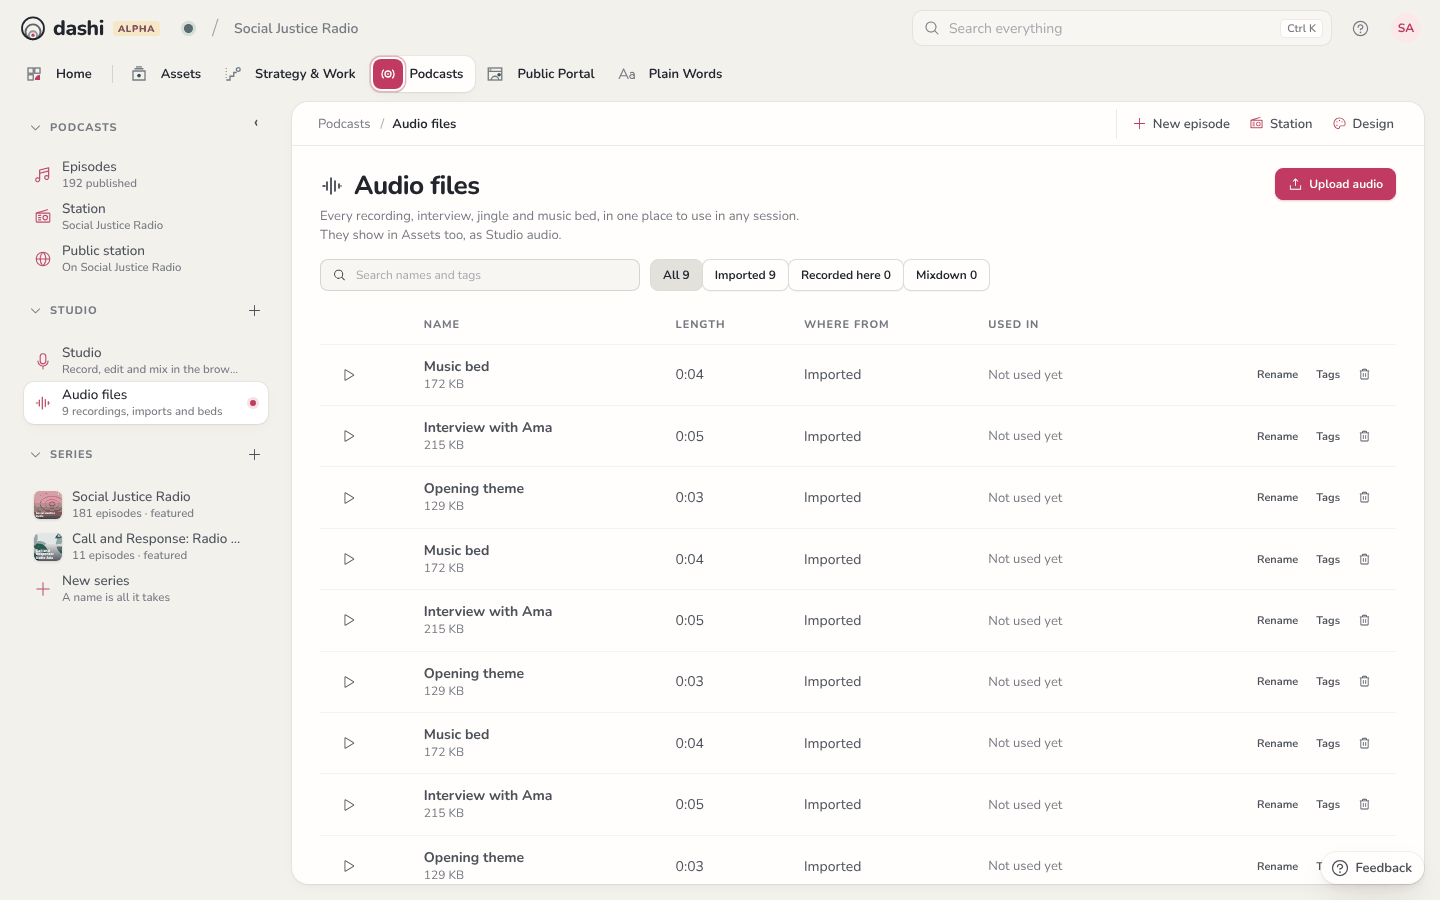 dashi ALPHA / Social Justice Radio
Search everything Ctrl K
SA
Home Assets Strategy & Work Podcasts Public Portal Plain Words
PODCASTS
Episodes
192 published
Station
Social Justice Radio
Public station
On Social Justice Radio
STUDIO
Studio
Record, edit and mix in the brow...
Audio files
9 recordings, imports and beds
SERIES
Social Justice Radio
181 episodes · featured
Call and Response: Radio ...
11 episodes · featured
New series
A name is all it takes
Podcasts / Audio files
New episode Station Design
Audio files
Upload audio
Every recording, interview, jingle and music bed, in one place to use in any session.
They show in Assets too, as Studio audio.
Search names and tags
All 9 Imported 9 Recorded here 0 Mixdown 0
NAME LENGTH WHERE FROM USED IN
Music bed
172 KB
0:04 Imported Not used yet Rename Tags
Interview with Ama
215 KB
0:05 Imported Not used yet Rename Tags
Opening theme
129 KB
0:03 Imported Not used yet Rename Tags
Music bed
172 KB
0:04 Imported Not used yet Rename Tags
Interview with Ama
215 KB
0:05 Imported Not used yet Rename Tags
Opening theme
129 KB
0:03 Imported Not used yet Rename Tags
Music bed
172 KB
0:04 Imported Not used yet Rename Tags
Interview with Ama
215 KB
0:05 Imported Not used yet Rename Tags
Opening theme
129 KB
0:03 Imported Not used yet Rename
Feedback